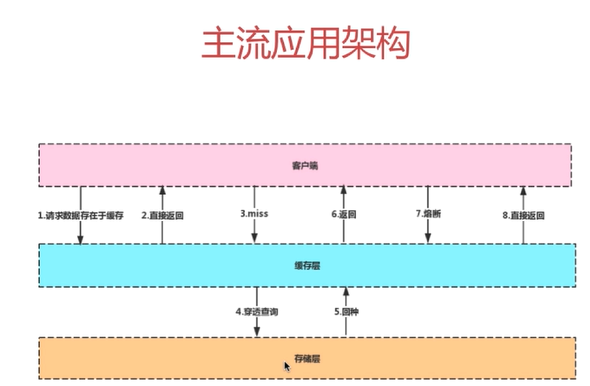 主流应用架构
客户端
1.请求数据存在于缓存
2.直接返回
3.miss
6.返回
7.熔断
8.直接返回
缓存层
4.穿透查询
5.回种
存储层